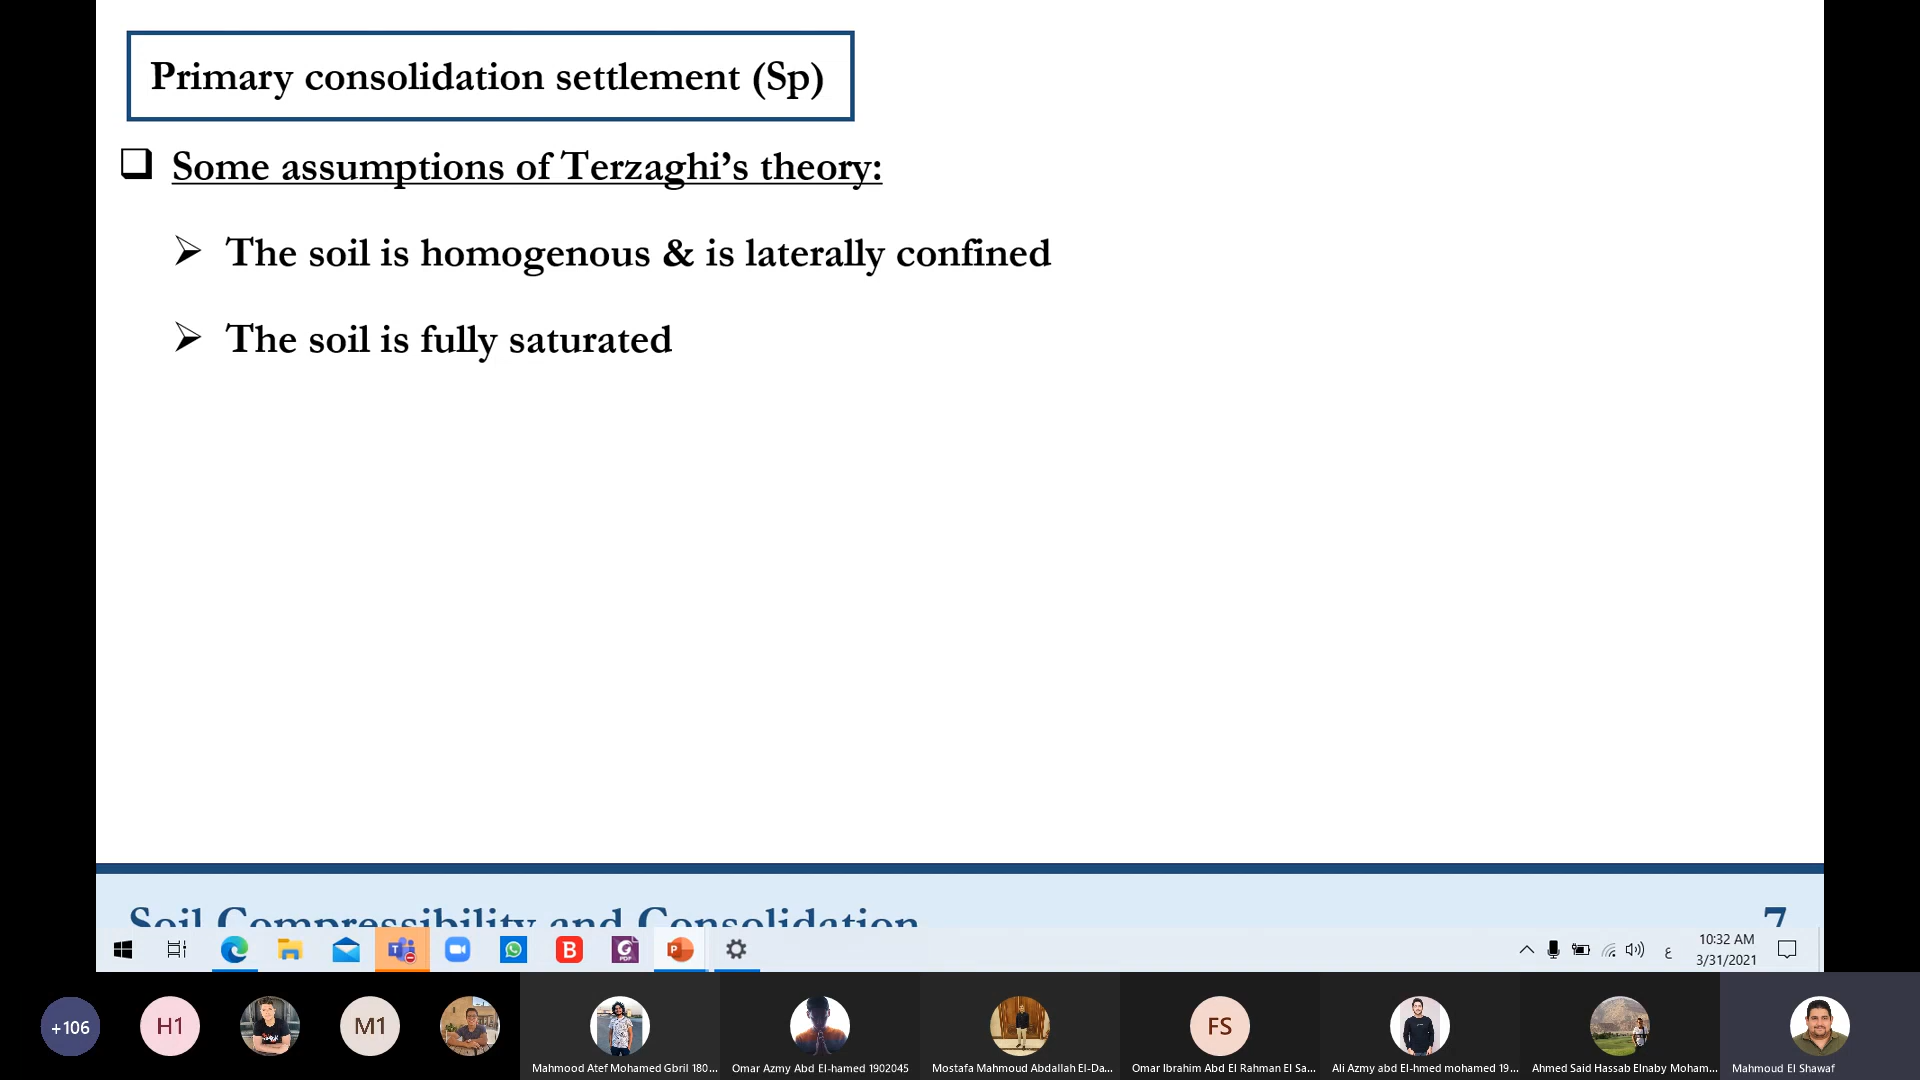 Primary consolidation settlement (Sp)
Some assumptions of Terzaghi's theory:
The soil is homogenous & is laterally confined
The soil is fully saturated
Soil Compressibility and Consolidation
7
10:32 AM
3/31/2021
ع
+106
H1
M1
FS
Mahmood Atef Mohamed Gbril 180...
Omar Azmy Abd El-hamed 1902045
Mostafa Mahmoud Abdallah El-Da...
Omar Ibrahim Abd El Rahman El Sa...
Ali Azmy abd El-hmed mohamed 19...
Ahmed Said Hassab Elnaby Moham...
Mahmoud El Shawaf